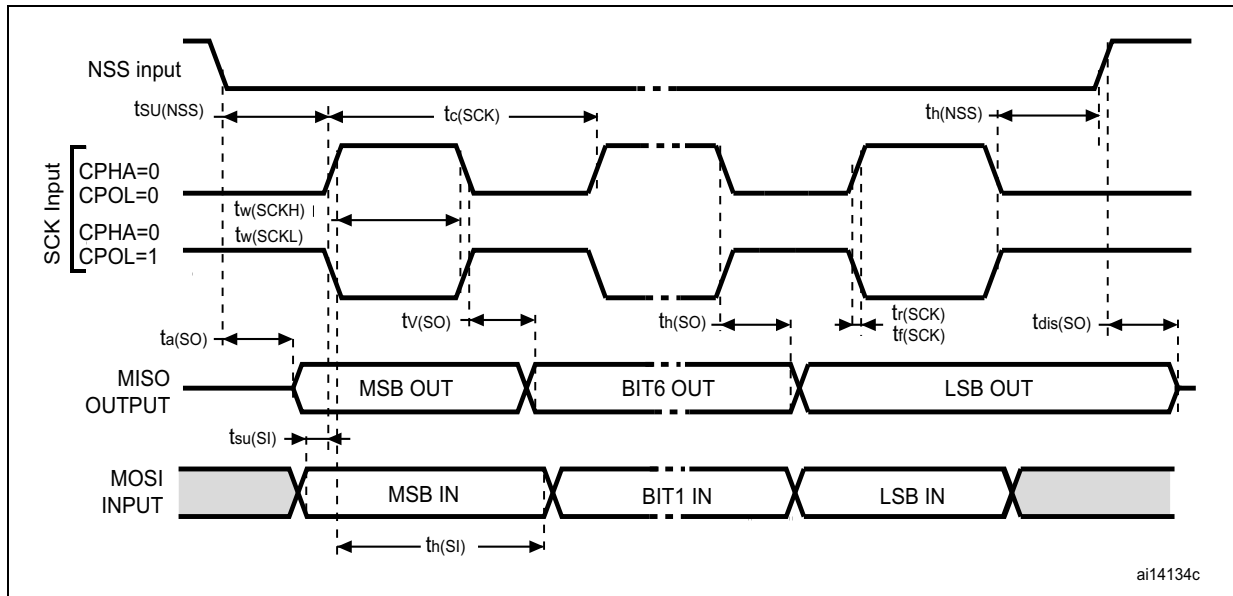 NSS input
tSU(NSS)
tc(SCK)
th(NSS)
SCK Input
CPHA=0
CPOL=0
tw(SCKH)
CPHA=0
CPOL=1
tw(SCKL)
tV(SO)
th(SO)
tr(SCK)
tf(SCK)
ta(SO)
tdis(SO)
MISO
OUTPUT
MSB OUT
BIT6 OUT
LSB OUT
tsu(SI)
MOSI
INPUT
MSB IN
BIT1 IN
LSB IN
th(SI)
ai14134c